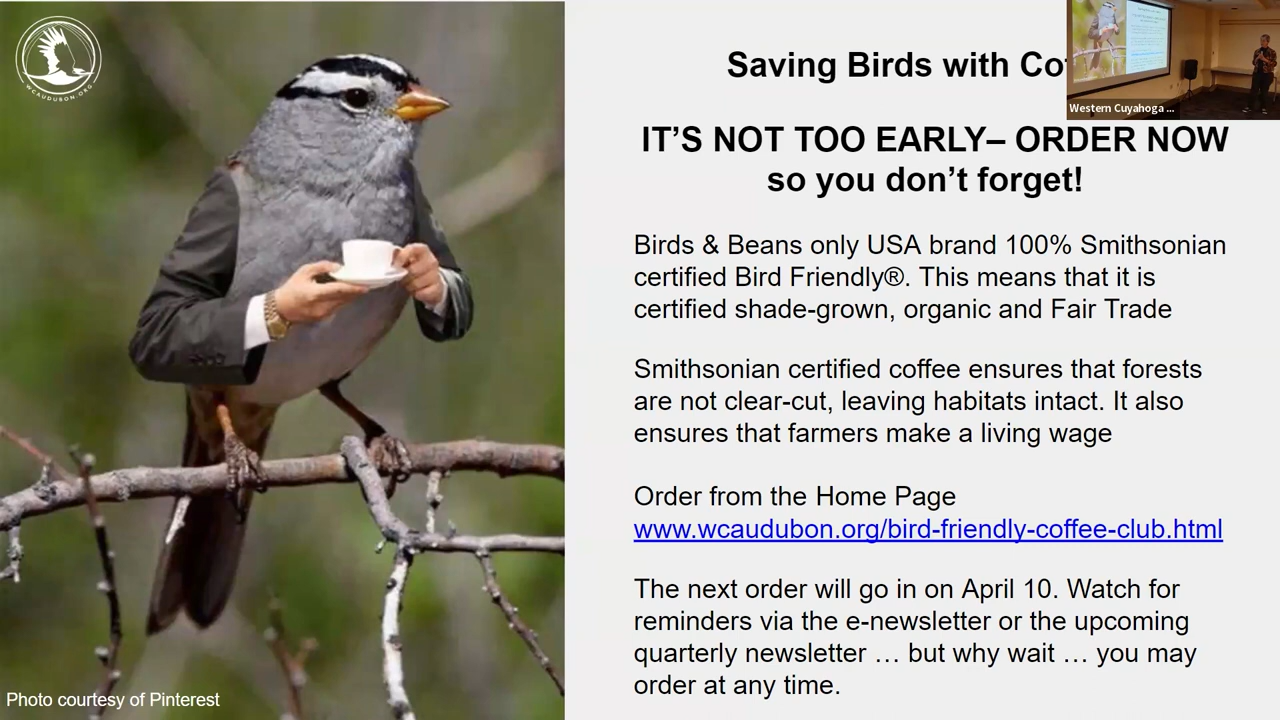 WCAUDUBON.ORG
Saving Birds with
Western Cuyahoga ...
IT'S NOT TOO EARLY– ORDER NOW
so you don't forget!
Birds & Beans only USA brand 100% Smithsonian
certified Bird Friendly®. This means that it is
certified shade-grown, organic and Fair Trade
Smithsonian certified coffee ensures that forests
are not clear-cut, leaving habitats intact. It also
ensures that farmers make a living wage
Order from the Home Page
www.wcaudubon.org/bird-friendly-coffee-club.html
The next order will go in on April 10. Watch for
reminders via the e-newsletter or the upcoming
quarterly newsletter … but why wait … you may
order at any time.
Photo courtesy of Pinterest